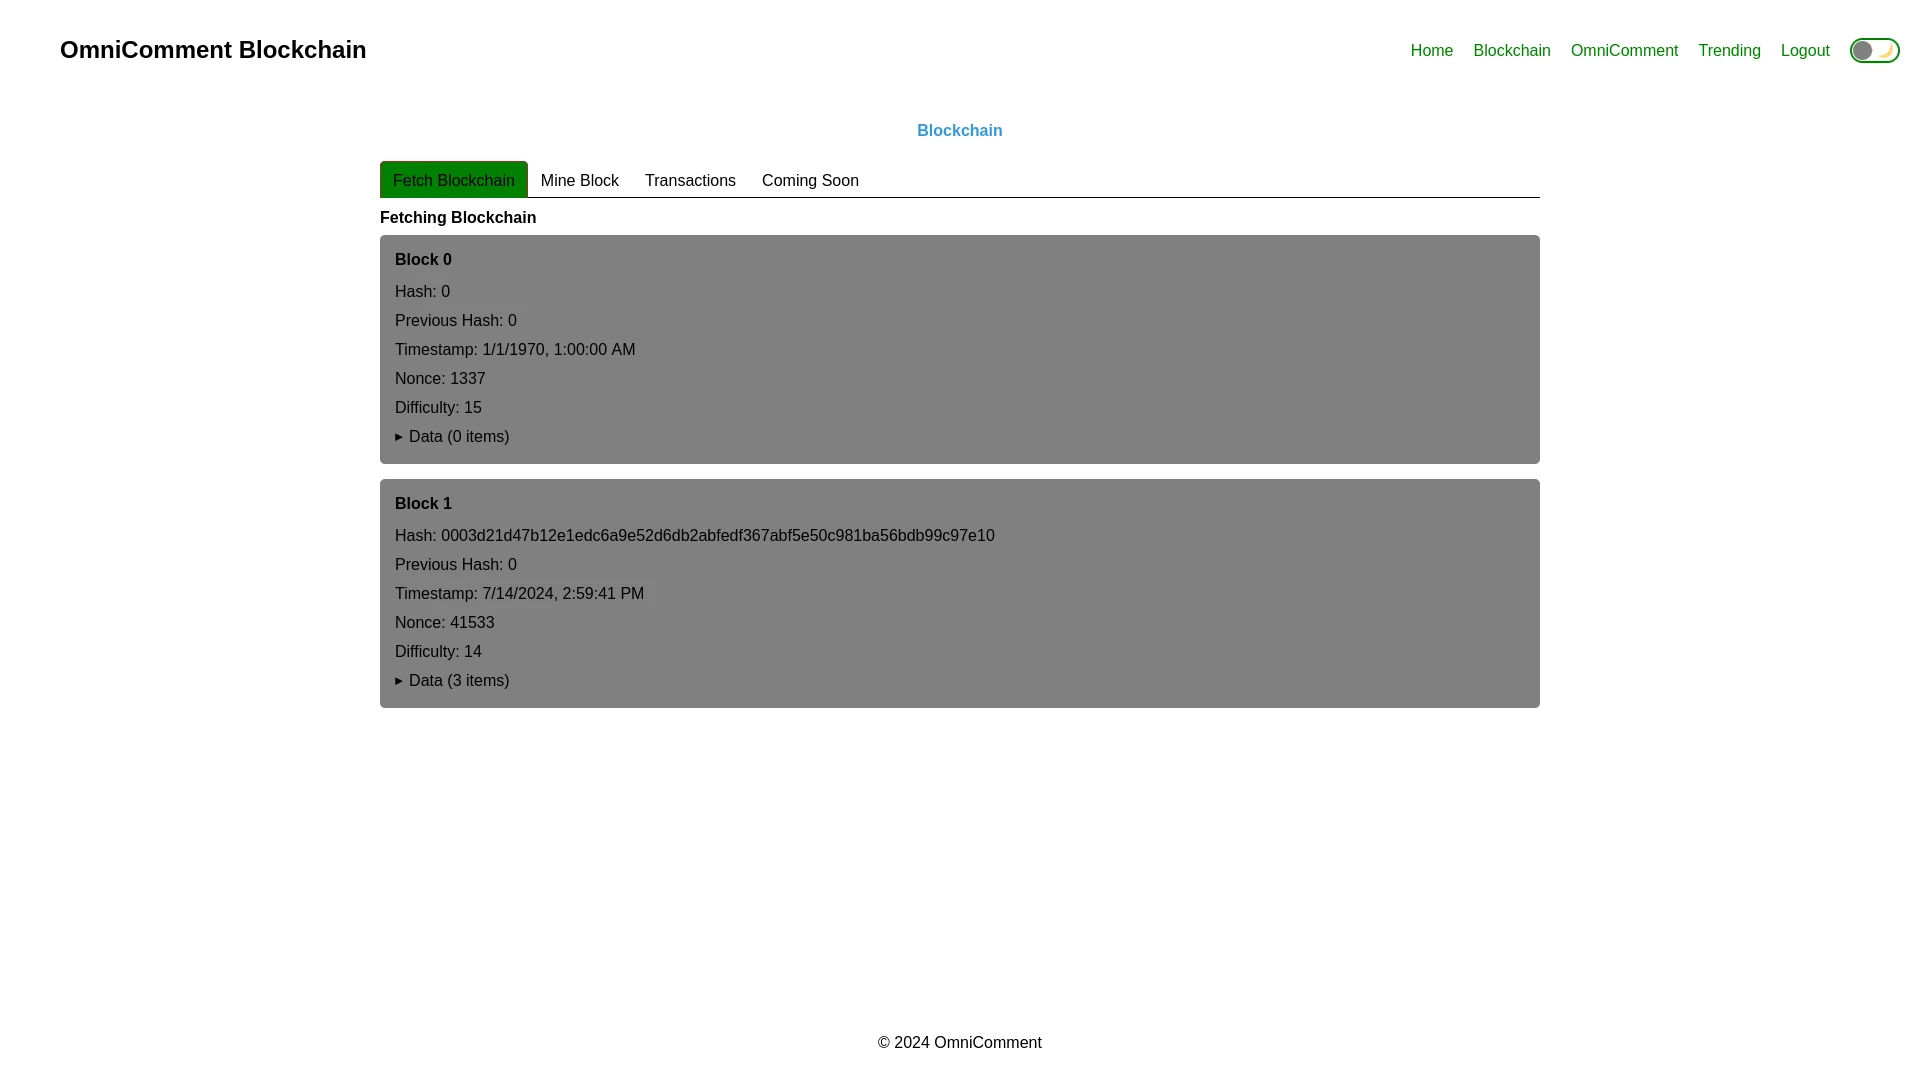 OmniComment Blockchain
Home Blockchain OmniComment Trending Logout
Blockchain
Fetch Blockchain Mine Block Transactions Coming Soon
Fetching Blockchain
Block 0
Hash: 0
Previous Hash: 0
Timestamp: 1/1/1970, 1:00:00 AM
Nonce: 1337
Difficulty: 15
▸ Data (0 items)
Block 1
Hash: 0003d21d47b12e1edc6a9e52d6db2abfedf367abf5e50c981ba56bdb99c97e10
Previous Hash: 0
Timestamp: 7/14/2024, 2:59:41 PM
Nonce: 41533
Difficulty: 14
▸ Data (3 items)
© 2024 OmniComment